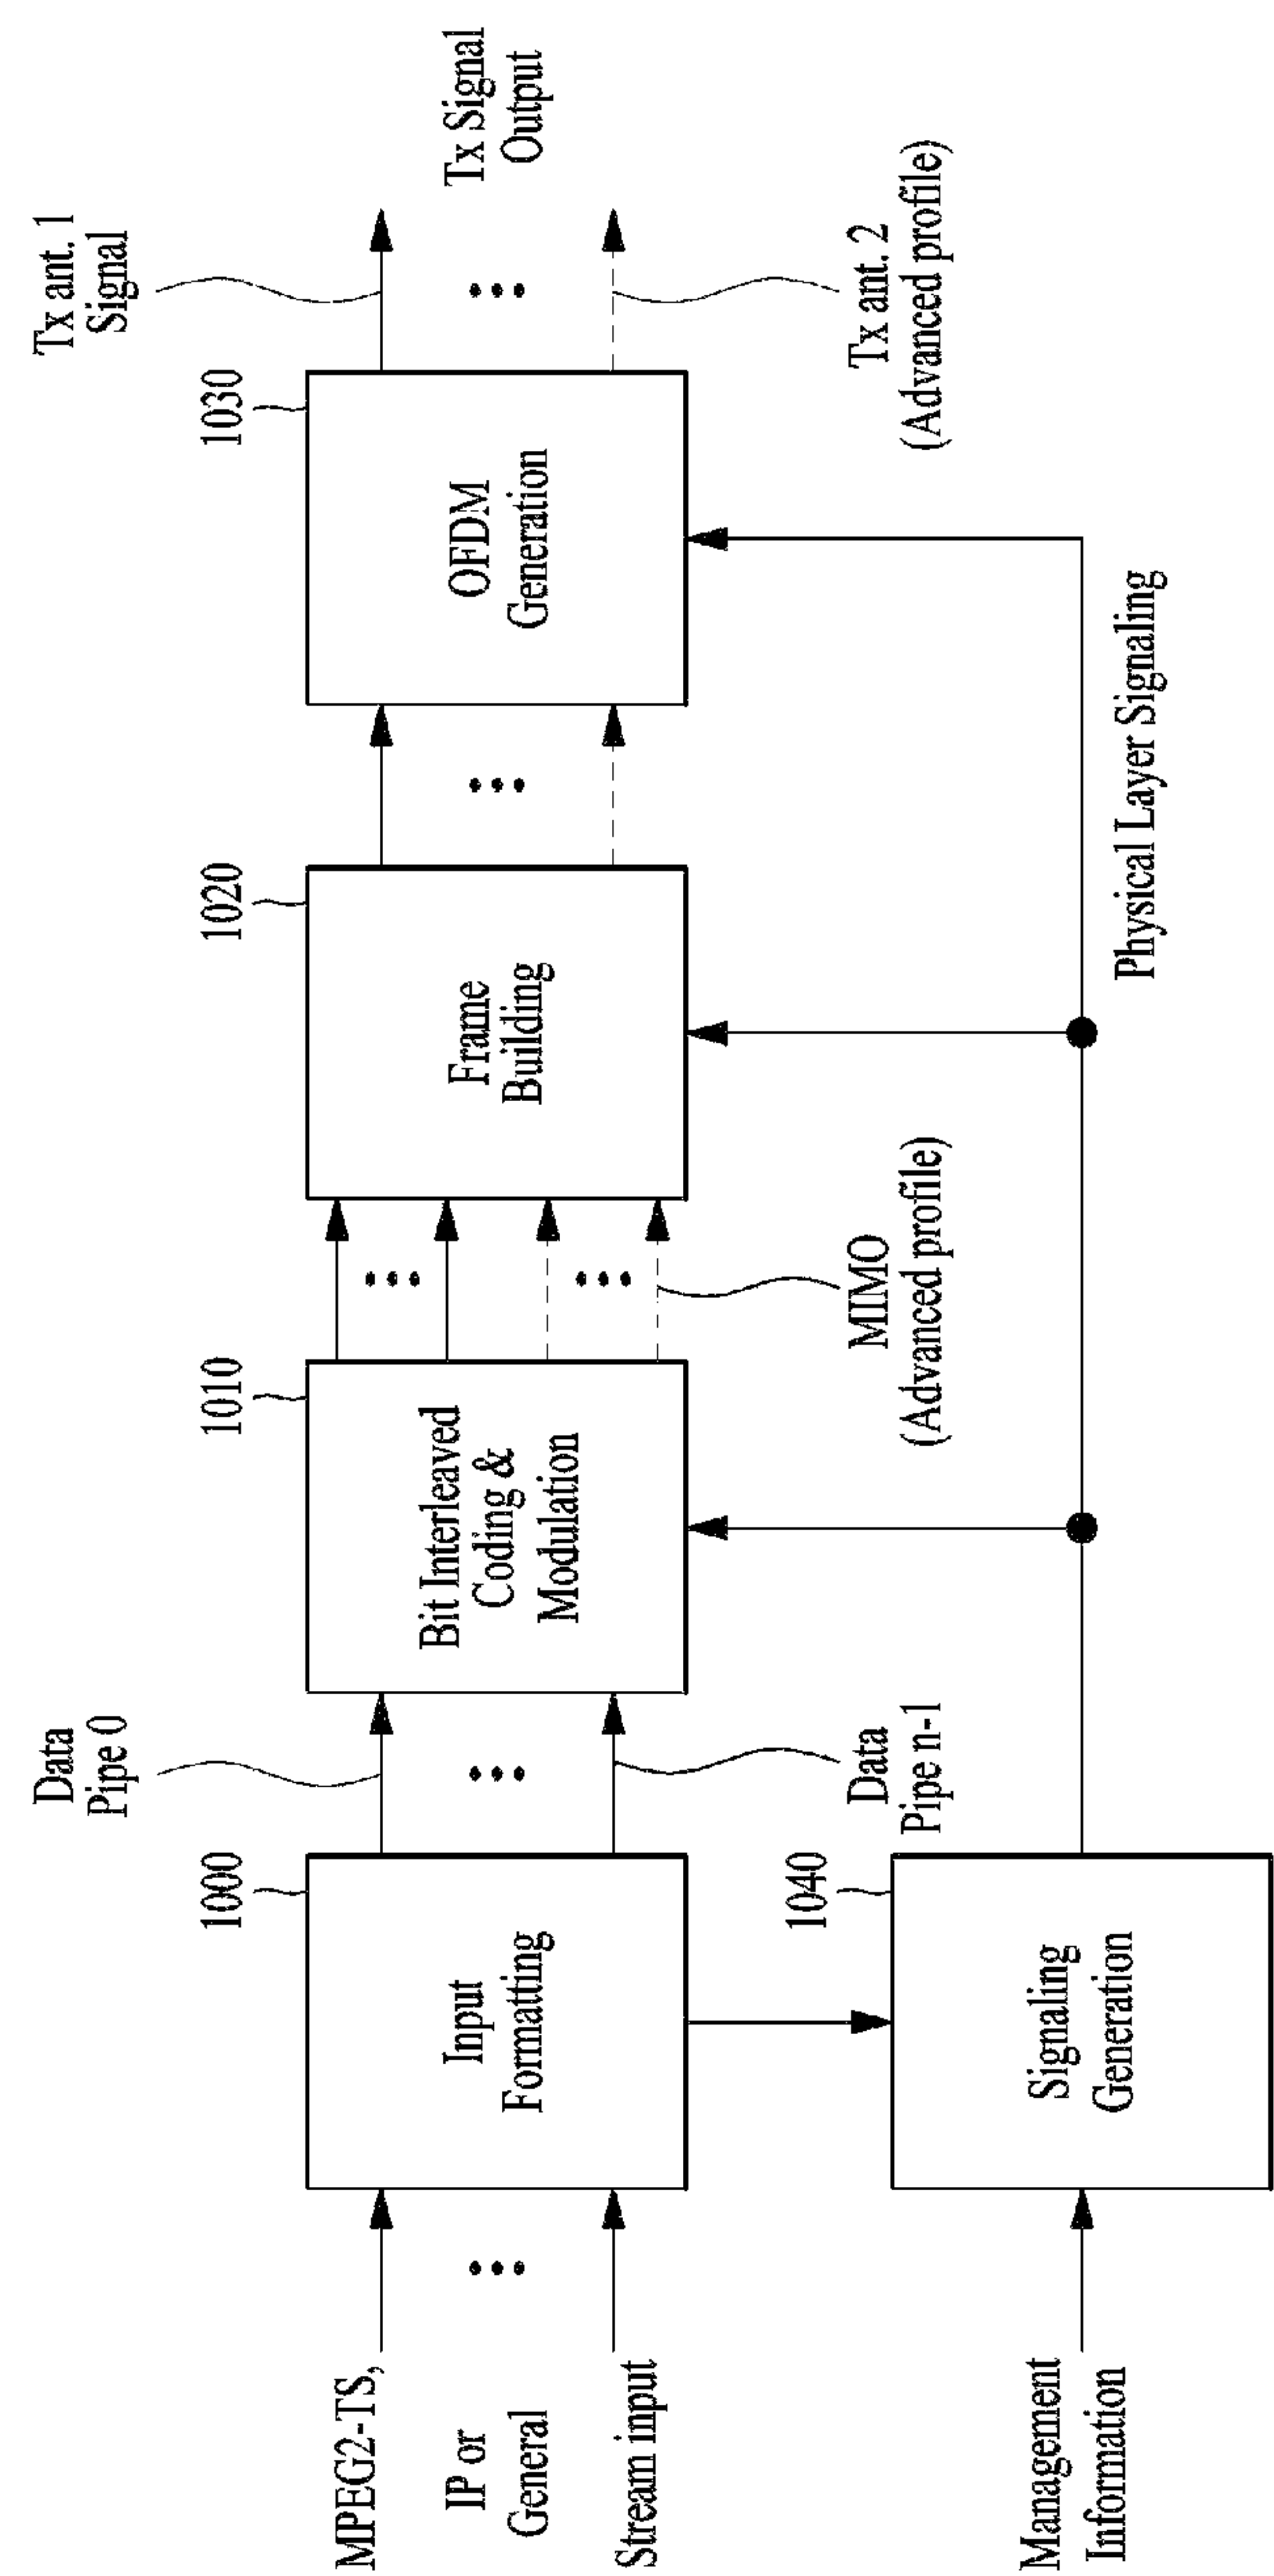 MPEG2-TS,
IP or
General
Stream input
Management
Information
1000
Input
Formatting
1040
Signaling
Generation
Data
Pipe 0
Data
Pipe n-1
1010
Bit Interleaved
Coding &
Modulation
MIMO
(Advanced profile)
1020
Frame
Building
Physical Layer Signaling
1030
OFDM
Generation
Tx ant. 1
Signal
Tx ant. 2
(Advanced profile)
Tx Signal
Output